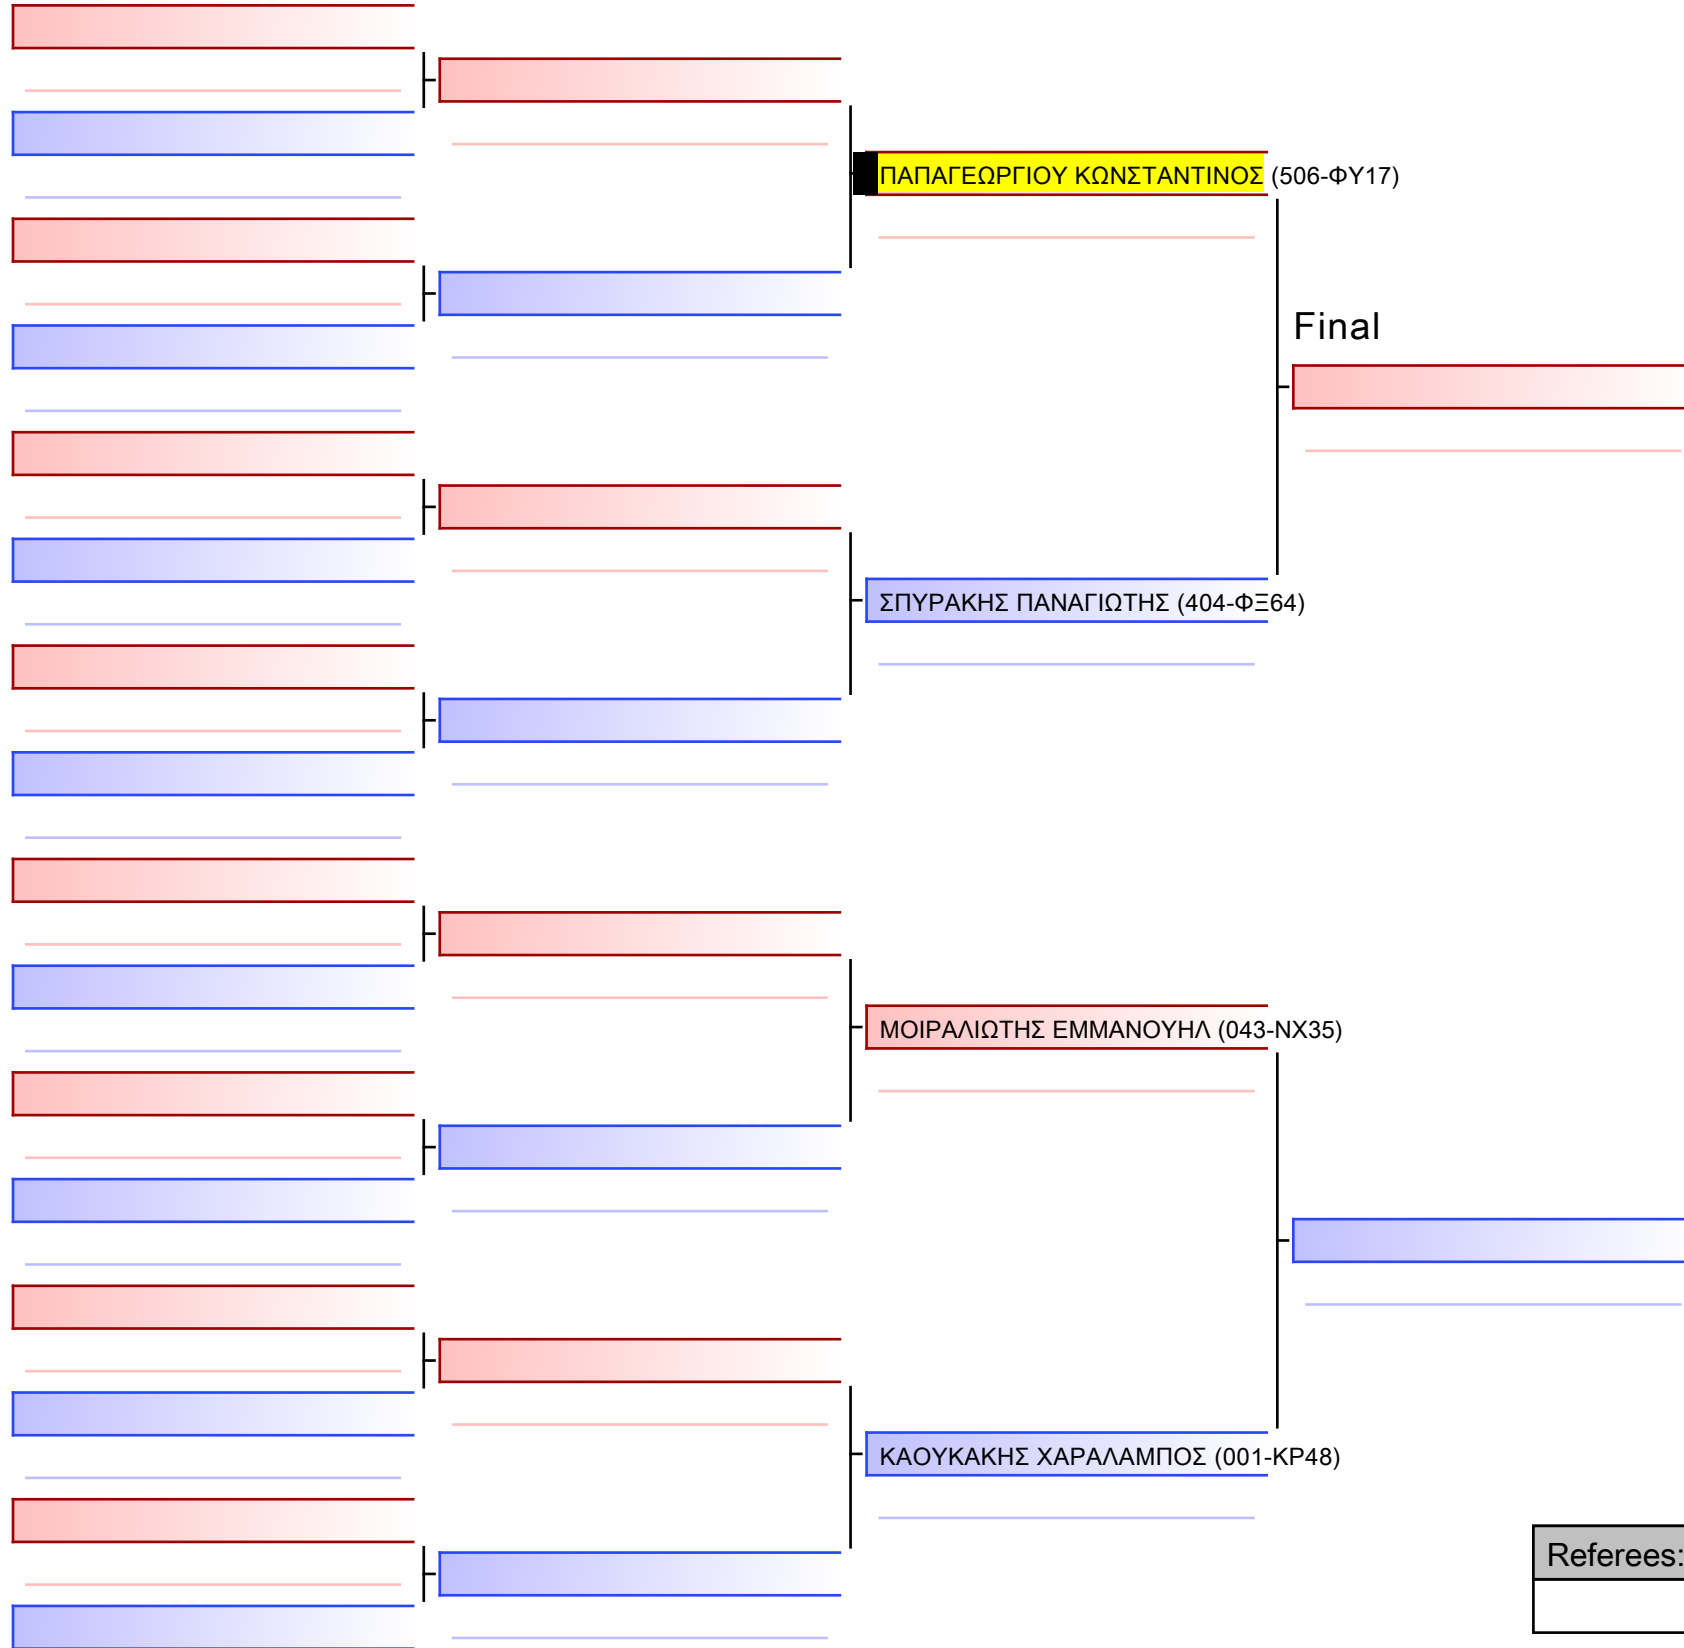 ΠΑΠΑΓΕΩΡΓΙΟΥ ΚΩΝΣΤΑΝΤΙΝΟΣ (506-ΦΥ17)
Final
ΣΠΥΡΑΚΗΣ ΠΑΝΑΓΙΩΤΗΣ (404-ΦΞ64)
ΜΟΙΡΑΛΙΩΤΗΣ ΕΜΜΑΝΟΥΗΛ (043-ΝΧ35)
ΚΑΟΥΚΑΚΗΣ ΧΑΡΑΛΑΜΠΟΣ (001-ΚΡ48)
Referees: